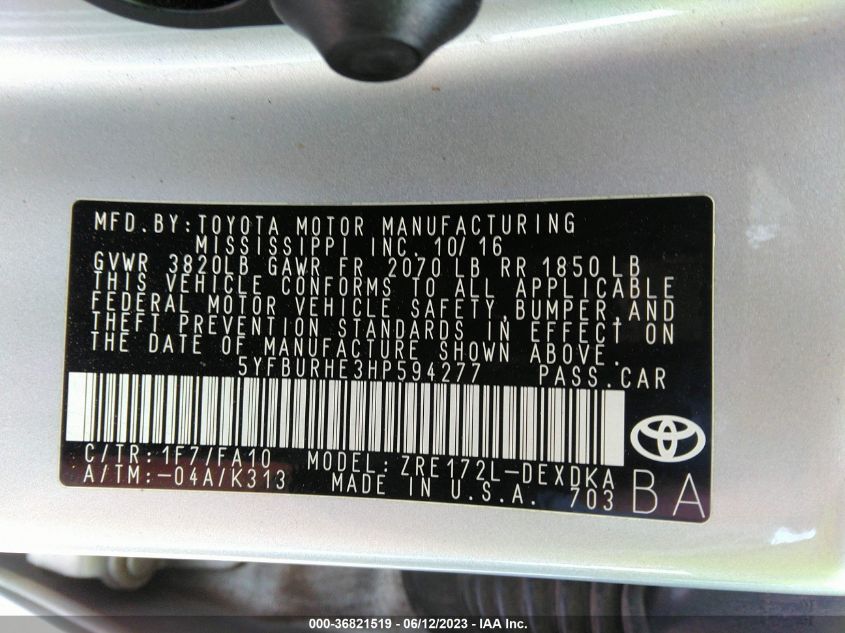 MFD.BY:TOYOTA MOTOR MANUFACTURING
MISSISSIPPI INC. 10/16
GVWR 3820LB GAWR FR 2070 LB RR 1850 LB
THIS VEHICLE CONFORMS TO ALL APPLICABLE
FEDERAL MOTOR VEHICLE SAFETY,BUMPER,AND
THEFT PREVENTION STANDARDS IN EFFECT ON
THE DATE OF MANUFACTURE SHOWN ABOVE.
5YFBURHE3HP594277 PASS.CAR
C/TR:1F7/FA10 MODEL:ZRE172L-DEXDKA
A/TM:-04A/K313 MADE IN U.S.A. 703 BA
000-36821519 - 06/12/2023 - IAA Inc.